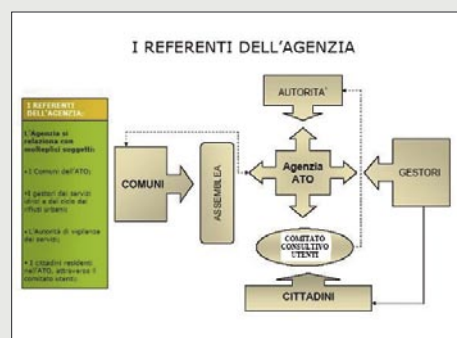 I REFERENTI DELL'AGENZIA
I REFERENTI
DELL'AGENZIA:
L'Agenzia si
relaziona con
molteplici soggetti:
• I Comuni dell'ATO;
gestori dei servizi
idrici e del ciclo dei
rifiuti urbani;
• L'Autorità di vigilanza
dei servizi;
• I cittadini residenti
nell'ATO, attraverso il
comitato utenti
COMUNI
ASSEMBLEA
AUTORITA'
Agenzia
ATO
GESTORI
COMITATO
CONSULTIVO
UTENTI
CITTADINI